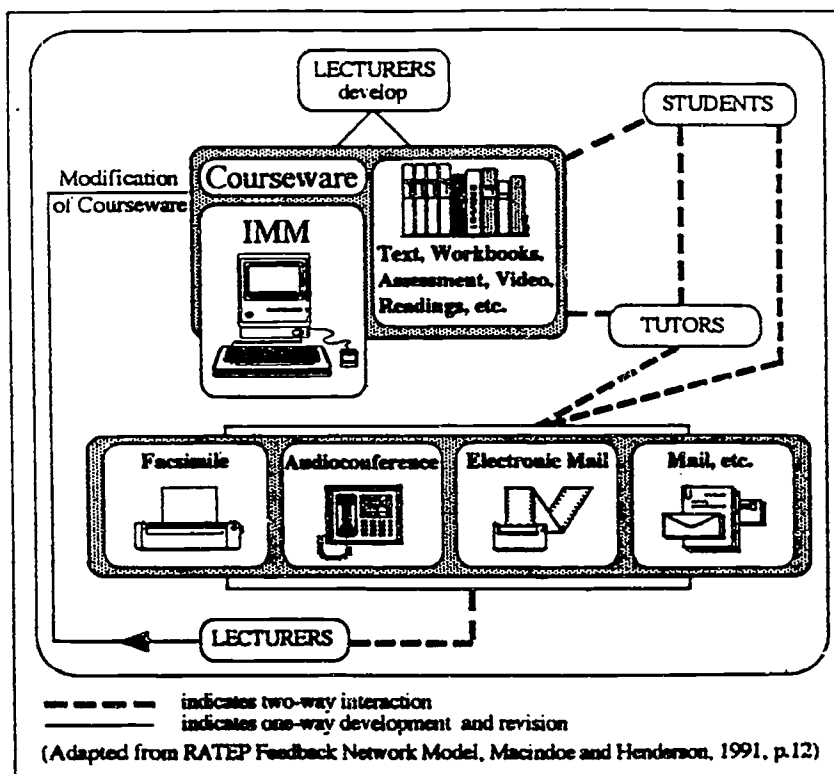 LECTURERS
develop
STUDENTS
Modification
of Courseware
Courseware
IMM
Text, Workbooks,
Assessment, Video,
Readings, etc.
TUTORS
Facsimile
Audioconference
Electronic Mail
Mail, etc.
LECTURERS
indicates two-way interaction
indicates one-way development and revision
(Adapted from RATEP Feedback Network Model, Macindoe and Henderson, 1991, p.12)